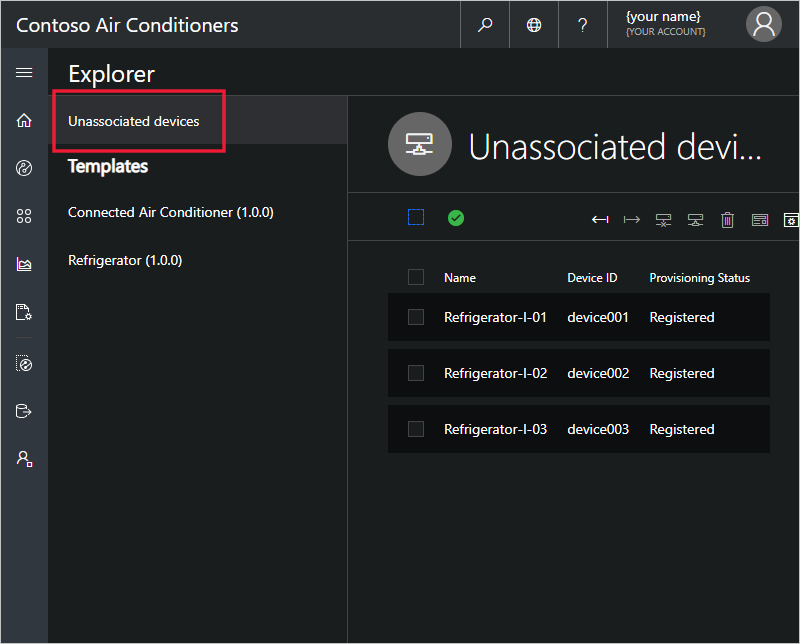 Contoso Air Conditioners
?
{your name}
{YOUR ACCOUNT}
Explorer
Unassociated devices
Templates
Connected Air Conditioner (1.0.0)
Refrigerator (1.0.0)
Unassociated devi...
Name Device ID Provisioning Status
Refrigerator-I-01 device001 Registered
Refrigerator-I-02 device002 Registered
Refrigerator-I-03 device003 Registered